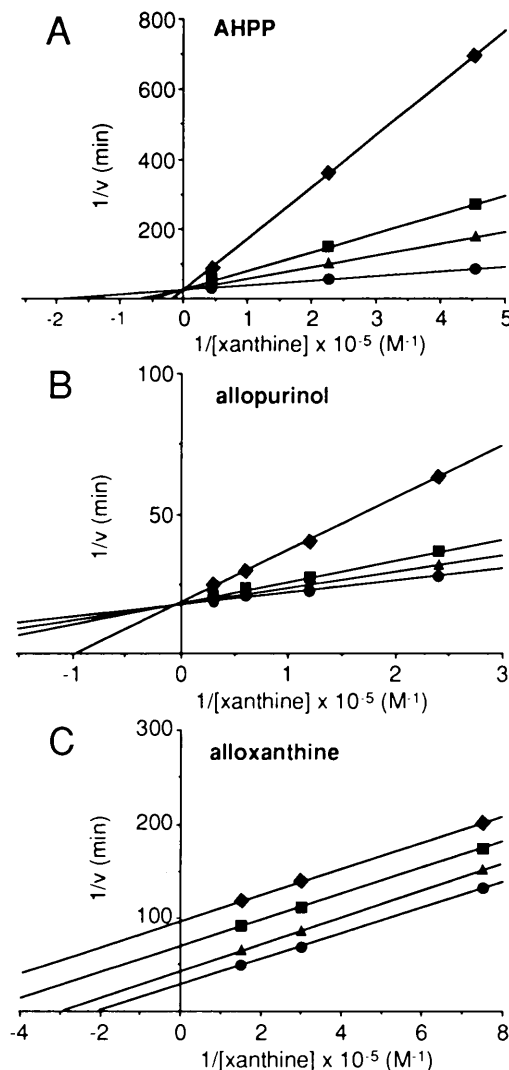 A
AHPP
800
600
400
200
0
1/v (min)
-2 -1 0 1 2 3 4 5
1/[xanthine] x 10⁻⁵ (M⁻¹)
B
allopurinol
100
50
1/v (min)
-1 0 1 2 3
1/[xanthine] x 10⁻⁵ (M⁻¹)
C
alloxanthine
300
200
100
1/v (min)
-4 -2 0 2 4 6 8
1/[xanthine] x 10⁻⁵ (M⁻¹)